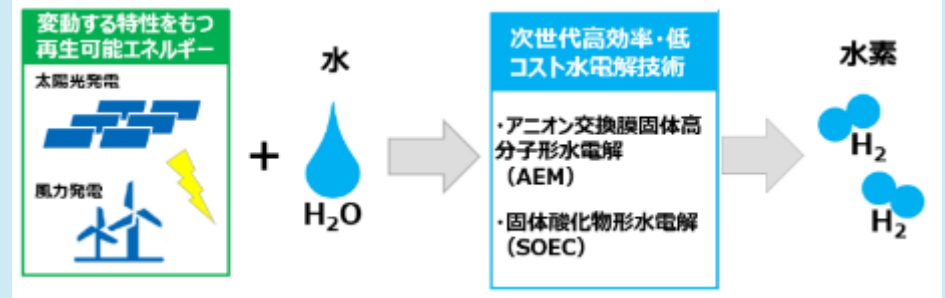 変動する特性をもつ
再生可能エネルギー
太陽光発電
風力発電
+
水
H₂O
次世代高効率・低
コスト水電解技術
・アニオン交換膜固体高
分子形水電解
（AEM）
・固体酸化物形水電解
（SOEC）
水素
H₂
H₂